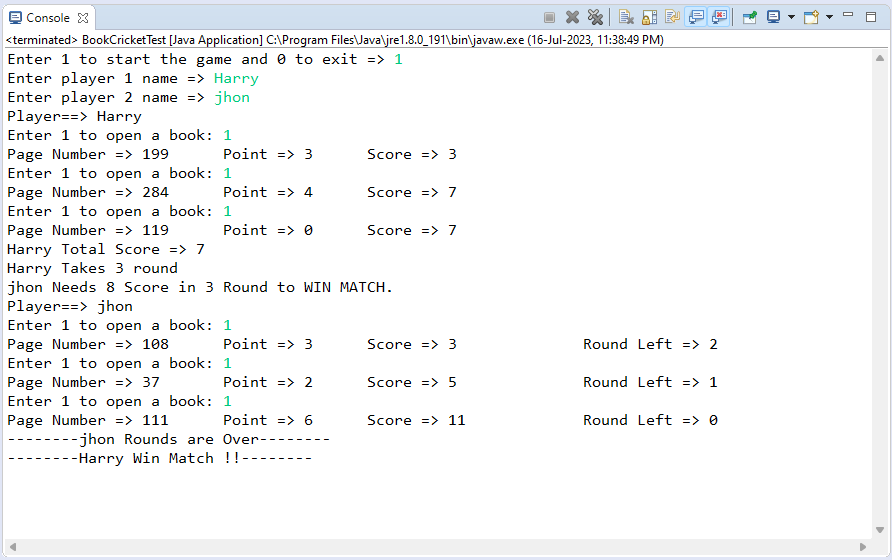 Console
<terminated> BookCricketTest [Java Application] C:\Program Files\Java\jre1.8.0_191\bin\javaw.exe (16-Jul-2023, 11:38:49 PM)
Enter 1 to start the game and 0 to exit => 1
Enter player 1 name => Harry
Enter player 2 name => jhon
Player==> Harry
Enter 1 to open a book: 1
Page Number => 199 Point => 3 Score => 3
Enter 1 to open a book: 1
Page Number => 284 Point => 4 Score => 7
Enter 1 to open a book: 1
Page Number => 119 Point => 0 Score => 7
Harry Total Score => 7
Harry Takes 3 round
jhon Needs 8 Score in 3 Round to WIN MATCH.
Player==> jhon
Enter 1 to open a book: 1
Page Number => 108 Point => 3 Score => 3 Round Left => 2
Enter 1 to open a book: 1
Page Number => 37 Point => 2 Score => 5 Round Left => 1
Enter 1 to open a book: 1
Page Number => 111 Point => 6 Score => 11 Round Left => 0
--------jhon Rounds are Over--------
--------Harry Win Match !!--------